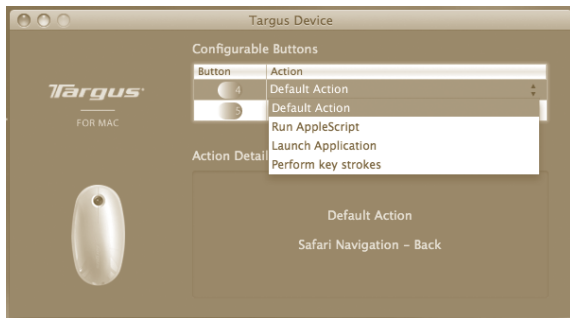 Targus Device
Configurable Buttons
Button Action
4 Default Action
5 Default Action
Run AppleScript
Launch Application
Perform key strokes
Targus
FOR MAC
Action Detail
Default Action
Safari Navigation – Back